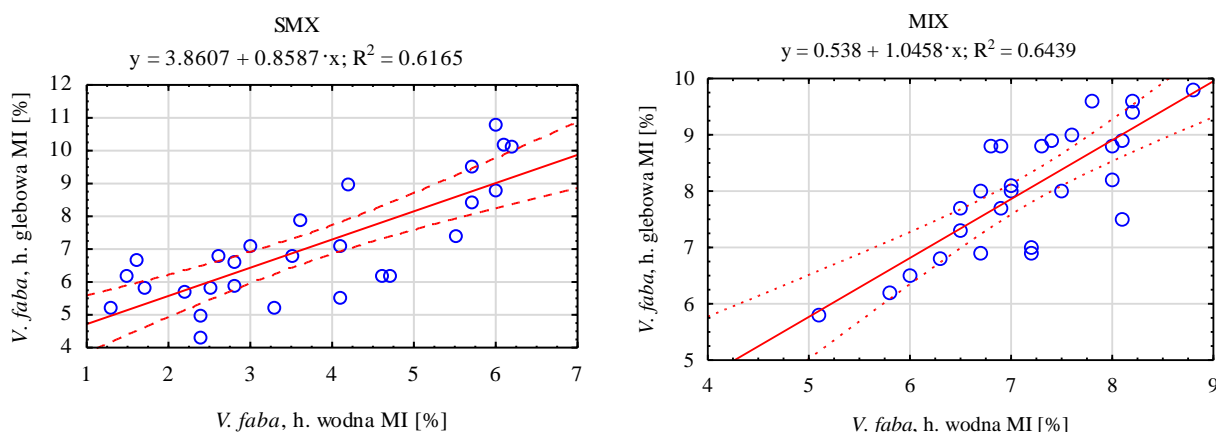 SMX
y = 3.8607 + 0.8587·x; R² = 0.6165
V. faba, h. glebowa MI [%]
12
11
10
9
8
7
6
5
4
1 2 3 4 5 6 7
V. faba, h. wodna MI [%]
MIX
y = 0.538 + 1.0458·x; R² = 0.6439
V. faba, h. glebowa MI [%]
10
9
8
7
6
5
4 5 6 7 8 9
V. faba, h. wodna MI [%]